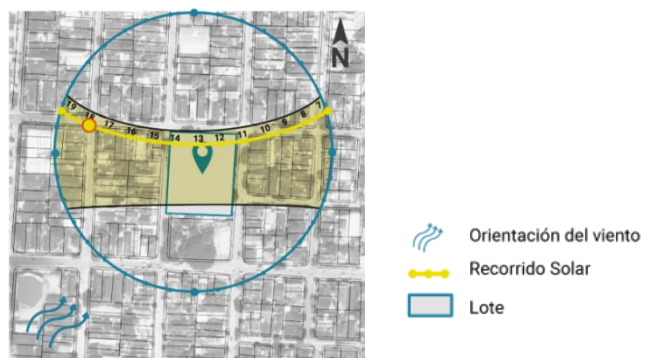 N
19 18 17 16 15 14 13 12 11 10 9 8 7
Orientación del viento
Recorrido Solar
Lote